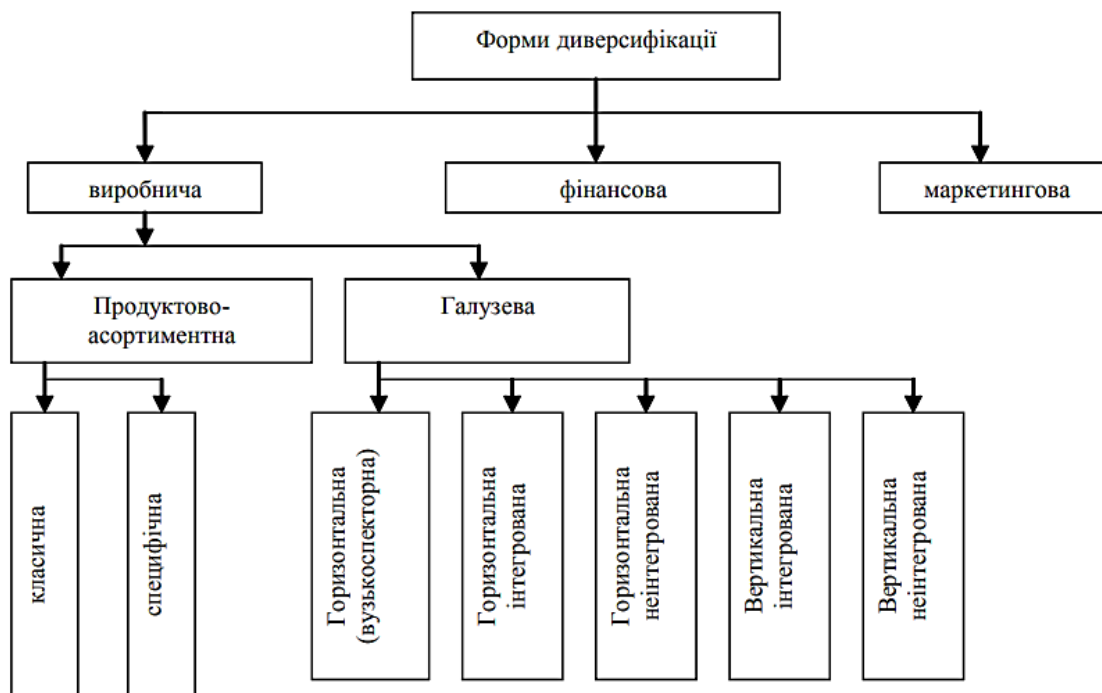 Форми диверсифікації
виробнича
фінансова
маркетингова
Продуктово-
асортиментна
Галузева
класична
специфічна
Горизонтальна
(вузькоспекторна)
Горизонтальна
інтегрована
Горизонтальна
неінтегрована
Вертикальна
інтегрована
Вертикальна
неінтегрована